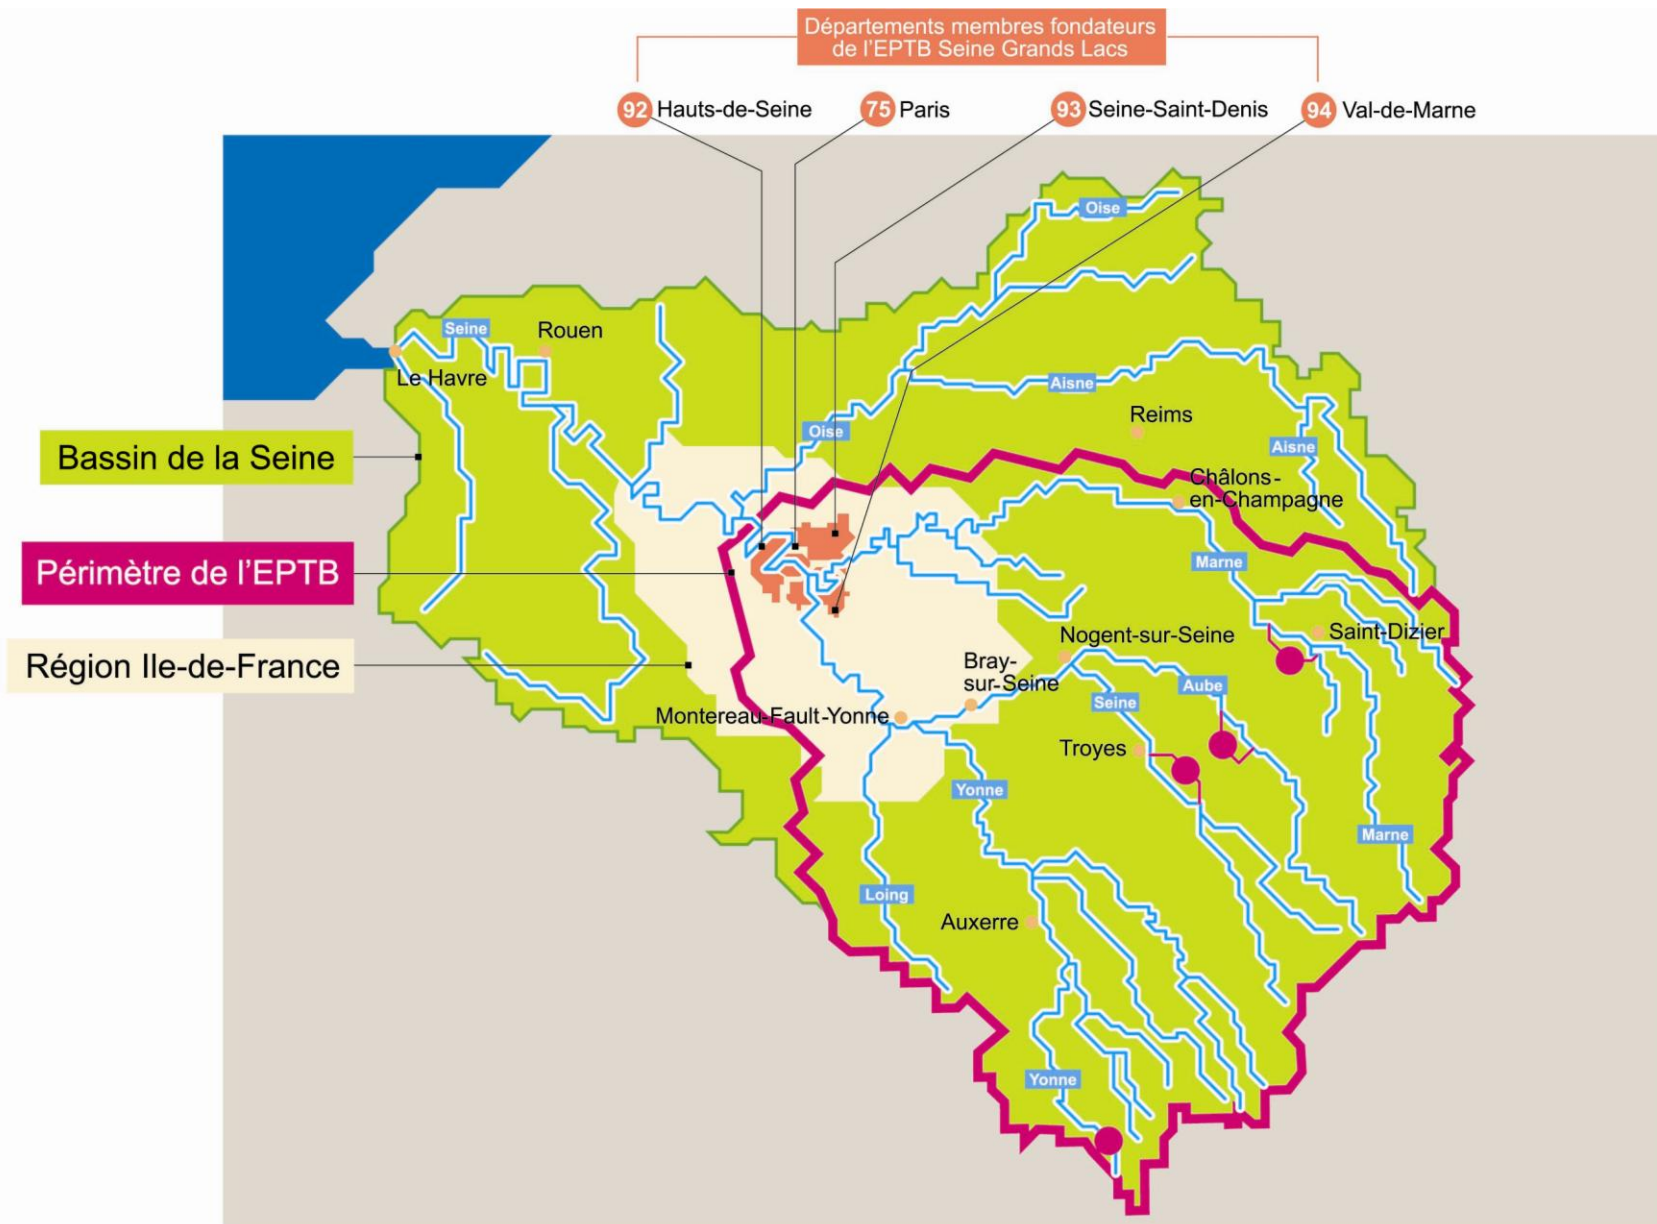 Départements membres fondateurs
de l'EPTB Seine Grands Lacs
92 Hauts-de-Seine
75 Paris
93 Seine-Saint-Denis
94 Val-de-Marne
Oise
Seine
Rouen
Le Havre
Aisne
Reims
Oise
Aisne
Bassin de la Seine
Châlons-
en-Champagne
Marne
Périmètre de l'EPTB
Saint-Dizier
Nogent-sur-Seine
Région Ile-de-France
Bray-
sur-Seine
Aube
Seine
Montereau-Fault-Yonne
Troyes
Yonne
Marne
Loing
Auxerre
Yonne